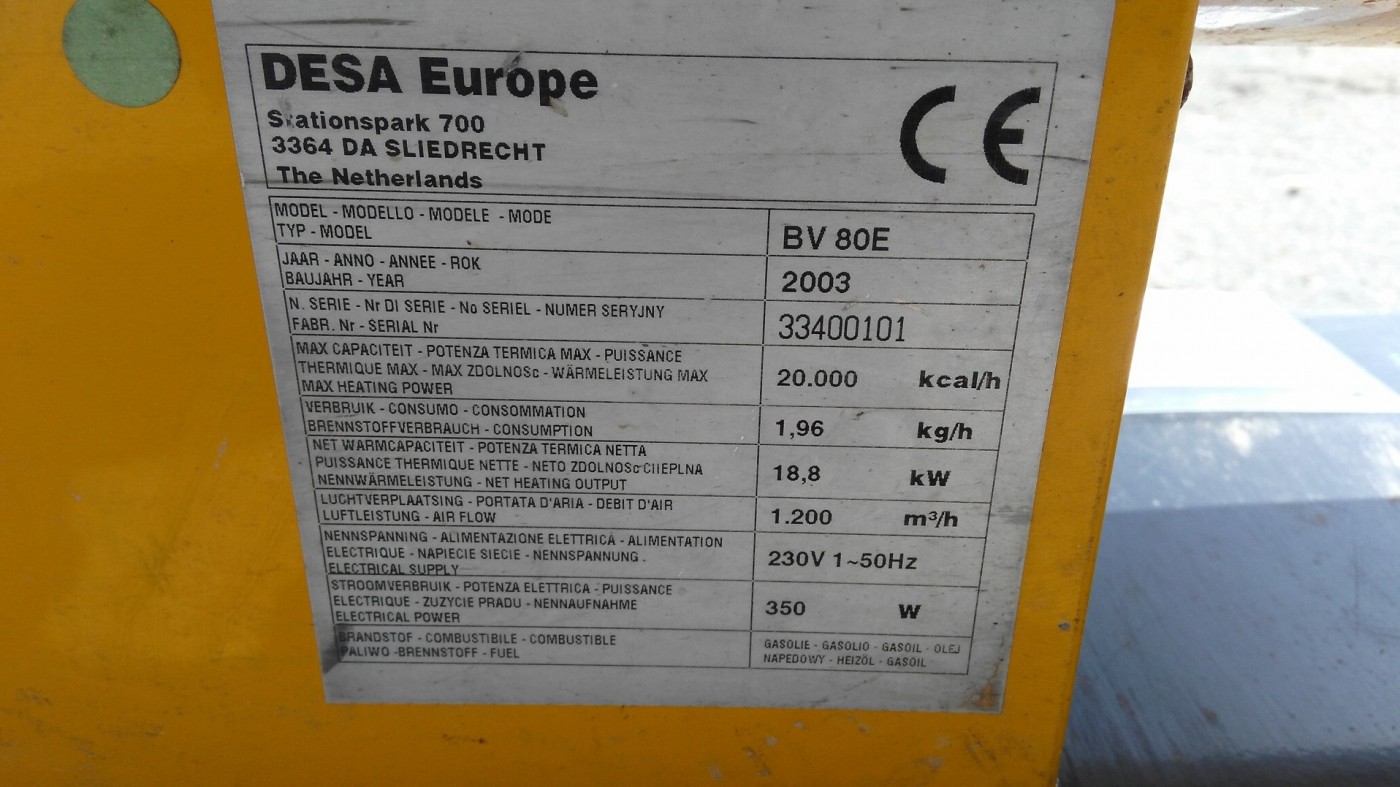 DESA Europe
CE
Stationspark 700
3364 DA SLIEDRECHT
The Netherlands
MODEL - MODELLO - MODELE - MODE
TYP - MODEL
BV 80E
JAAR - ANNO - ANNEE - ROK
BAUJAHR - YEAR
2003
N. SERIE - Nr DI SERIE - No SERIEL - NUMER SERYJNY
FABR. Nr - SERIAL Nr
33400101
MAX CAPACITEIT - POTENZA TERMICA MAX - PUISSANCE
THERMIQUE MAX - MAX ZDOLNOSc - WÄRMELEISTUNG MAX
MAX HEATING POWER
20.000 kcal/h
VERBRUIK - CONSUMO - CONSOMMATION
BRENNSTOFFVERBRAUCH - CONSUMPTION
1,96 kg/h
NET WARMCAPACITEIT - POTENZA TERMICA NETTA
PUISSANCE THERMIQUE NETTE - NETO ZDOLNOSc CIIEPLNA
NENNWÄRMELEISTUNG - NET HEATING OUTPUT
18,8 kW
LUCHTVERPLAATSING - PORTATA D'ARIA - DEBIT D'AIR
LUFTLEISTUNG - AIR FLOW
1.200 m³/h
NENNSPANNING - ALIMENTAZIONE ELETTRICA - ALIMENTATION
ELECTRIQUE - NAPIECIE SIECIE - NENNSPANNUNG.
ELECTRICAL SUPPLY
230V 1~50Hz
STROOMVERBRUIK - POTENZA ELETTRICA - PUISSANCE
ELECTRIQUE - ZUZYCIE PRADU - NENNAUFNAHME
ELECTRICAL POWER
350 W
BRANDSTOF - COMBUSTIBILE - COMBUSTIBLE
PALIWO -BRENNSTOFF - FUEL
GASOLIE - GASOLIO - GASOIL - OLEJ
NAPEDOWY - HEIZÖL - GASOIL